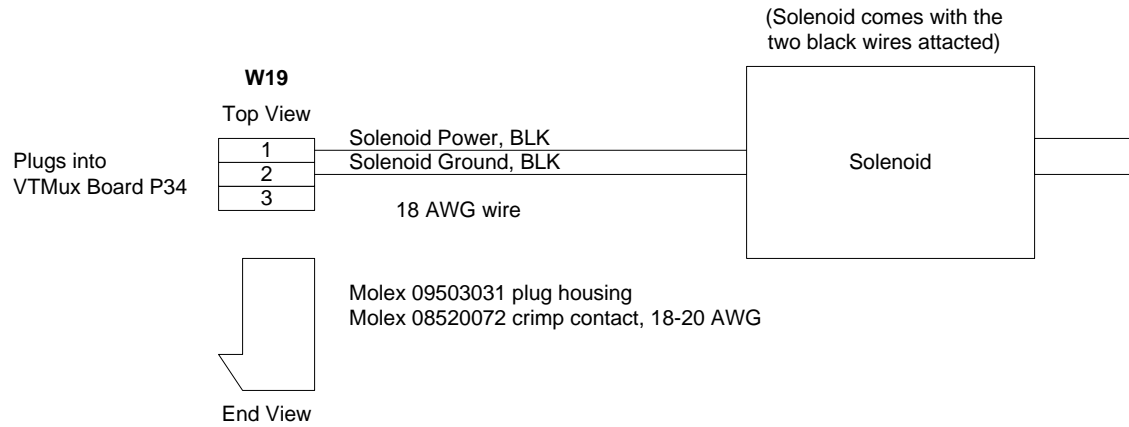 (Solenoid comes with the
two black wires attacted)
W19
Top View
Plugs into
VTMux Board P34
1
2
3
Solenoid Power, BLK
Solenoid Ground, BLK
18 AWG wire
Solenoid
Molex 09503031 plug housing
Molex 08520072 crimp contact, 18-20 AWG
End View